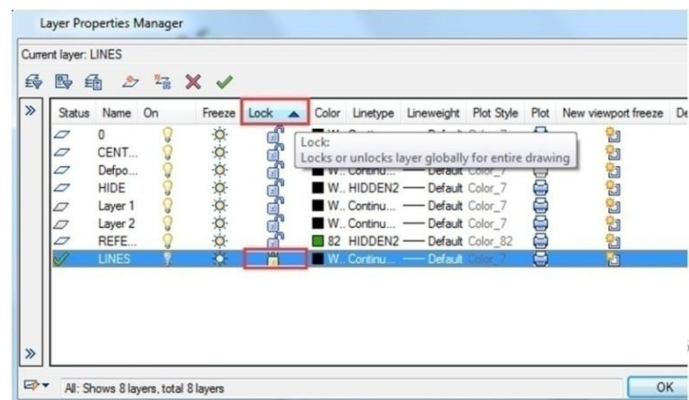 Layer Properties Manager
Current layer: LINES
Status Name On Freeze Lock Color Linetype Lineweight Plot Style Plot New viewport freeze De
0
Lock:
CENT...
Locks or unlocks layer globally for entire drawing
Defpo... W.. Continu... Default Color_7
HIDE W.. HIDDEN2 Default Color_7
Layer 1 W.. Continu... Default Color_7
Layer 2 W.. Continu... Default Color_7
REFE... 82 HIDDEN2 Default Color_82
LINES W.. Continu... Default Color_7
All: Shows 8 layers, total 8 layers OK